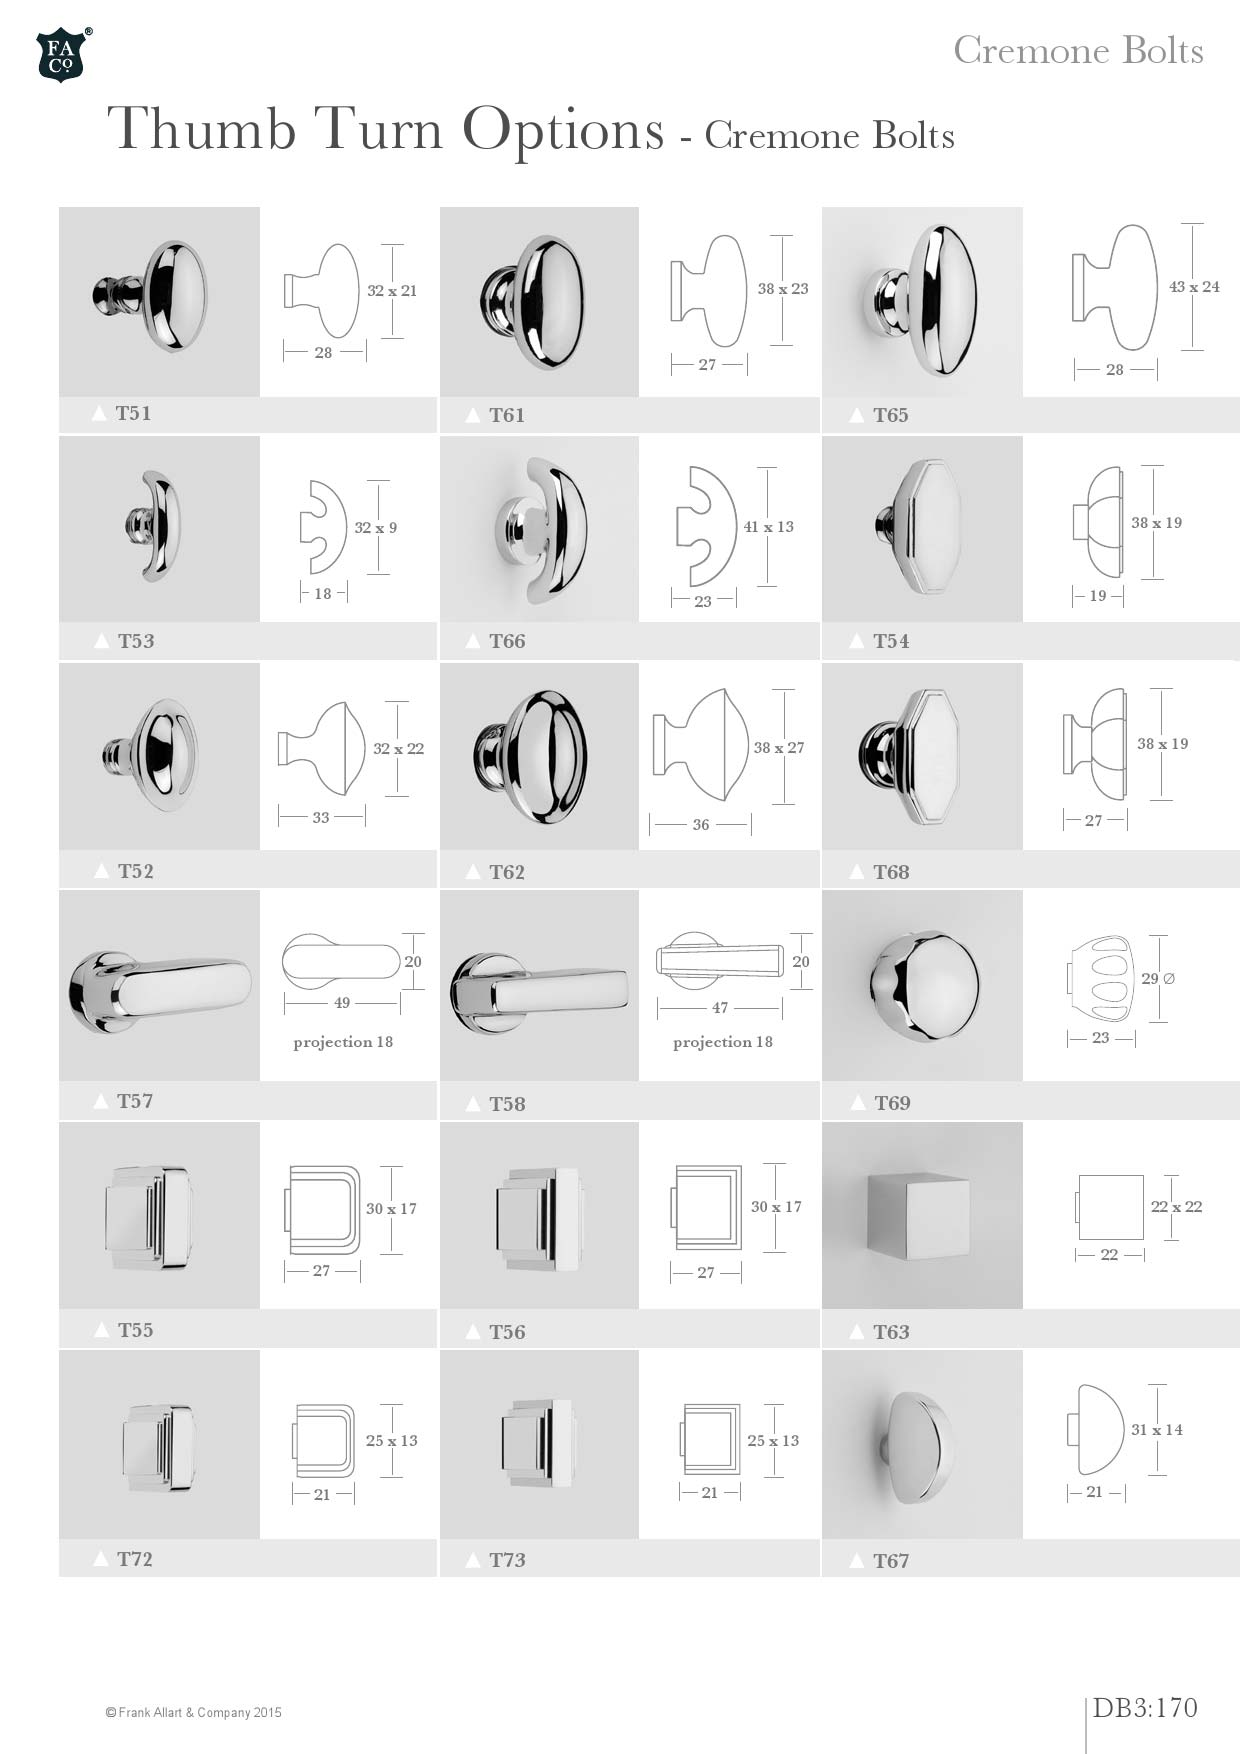 FA
Co.
®
Cremone Bolts
Thumb Turn Options - Cremone Bolts
32 x 21
28
T51
38 x 23
27
T61
43 x 24
28
T65
32 x 9
18
T53
41 x 13
23
T66
38 x 19
19
T54
32 x 22
33
T52
38 x 27
36
T62
38 x 19
27
T68
20
49
projection 18
T57
20
47
projection 18
T58
29 ∅
23
T69
30 x 17
27
T55
30 x 17
27
T56
22 x 22
22
T63
25 x 13
21
T72
25 x 13
21
T73
31 x 14
21
T67
© Frank Allart & Company 2015
DB3:170